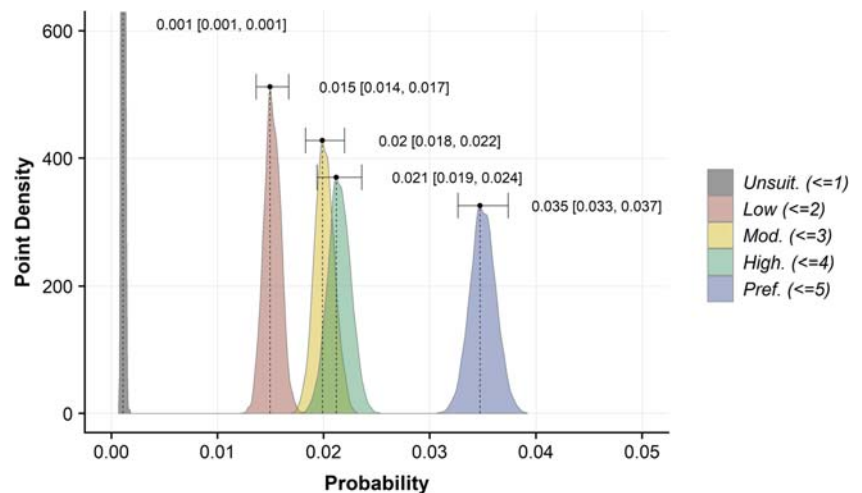 600
400
200
0
Point Density
0.001 [0.001, 0.001]
0.015 [0.014, 0.017]
0.02 [0.018, 0.022]
0.021 [0.019, 0.024]
0.035 [0.033, 0.037]
0.00 0.01 0.02 0.03 0.04 0.05
Probability
Unsuit. (<=1)
Low (<=2)
Mod. (<=3)
High. (<=4)
Pref. (<=5)